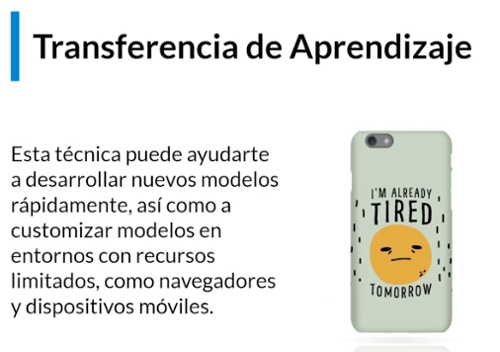 Transferencia de Aprendizaje
Esta técnica puede ayudarte
a desarrollar nuevos modelos
rápidamente, así como a
customizar modelos en
entornos con recursos
limitados, como navegadores
y dispositivos móviles.
I'M ALREADY
TIRED
TOMORROW